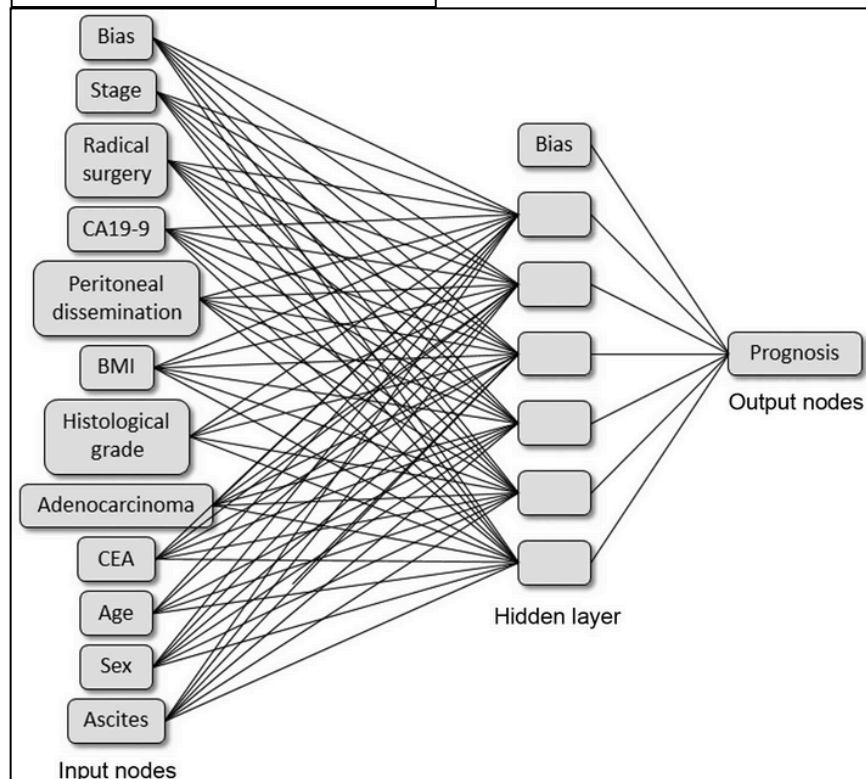 Bias
Stage
Radical
surgery
CA19-9
Peritoneal
dissemination
BMI
Histological
grade
Adenocarcinoma
CEA
Age
Sex
Ascites
Input nodes
Bias
Hidden layer
Prognosis
Output nodes